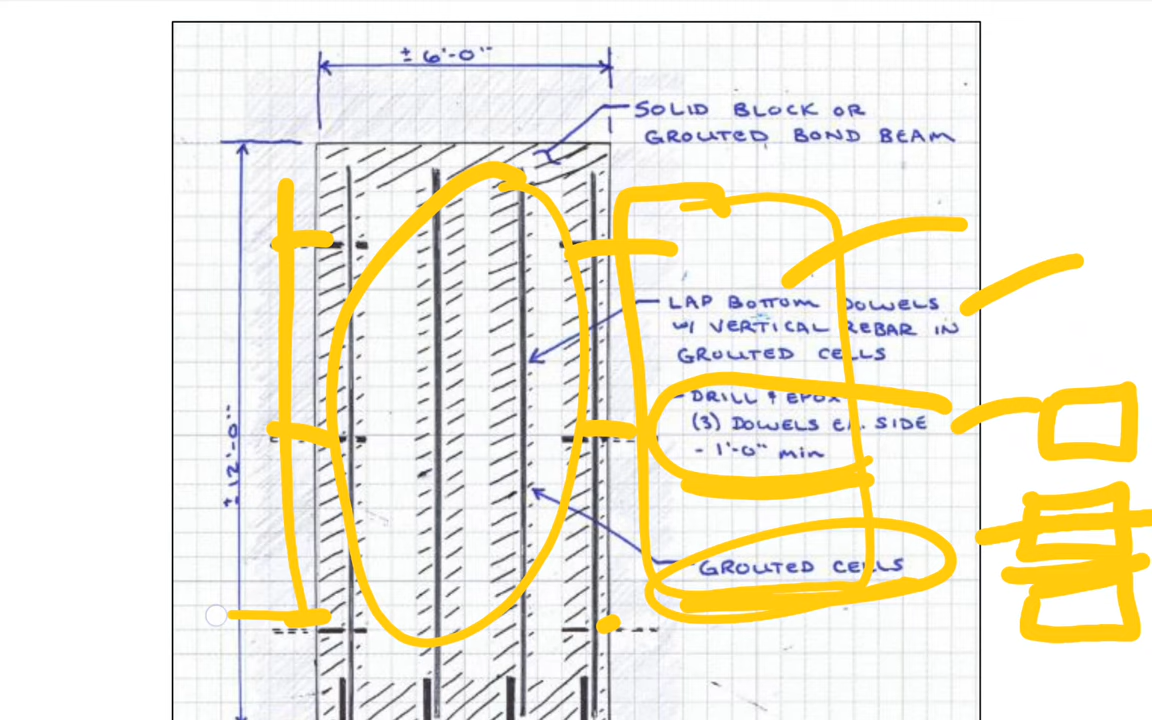 ± 6'-0"
SOLID BLOCK OR
GROUTED BOND BEAM
LAP BOTTOM DOWELS
W/ VERTICAL REBAR IN
GROUTED CELLS
DRILL & EPOX
(3) DOWELS EA. SIDE
- 1'-0" min
± 12'-0"
GROUTED CELLS